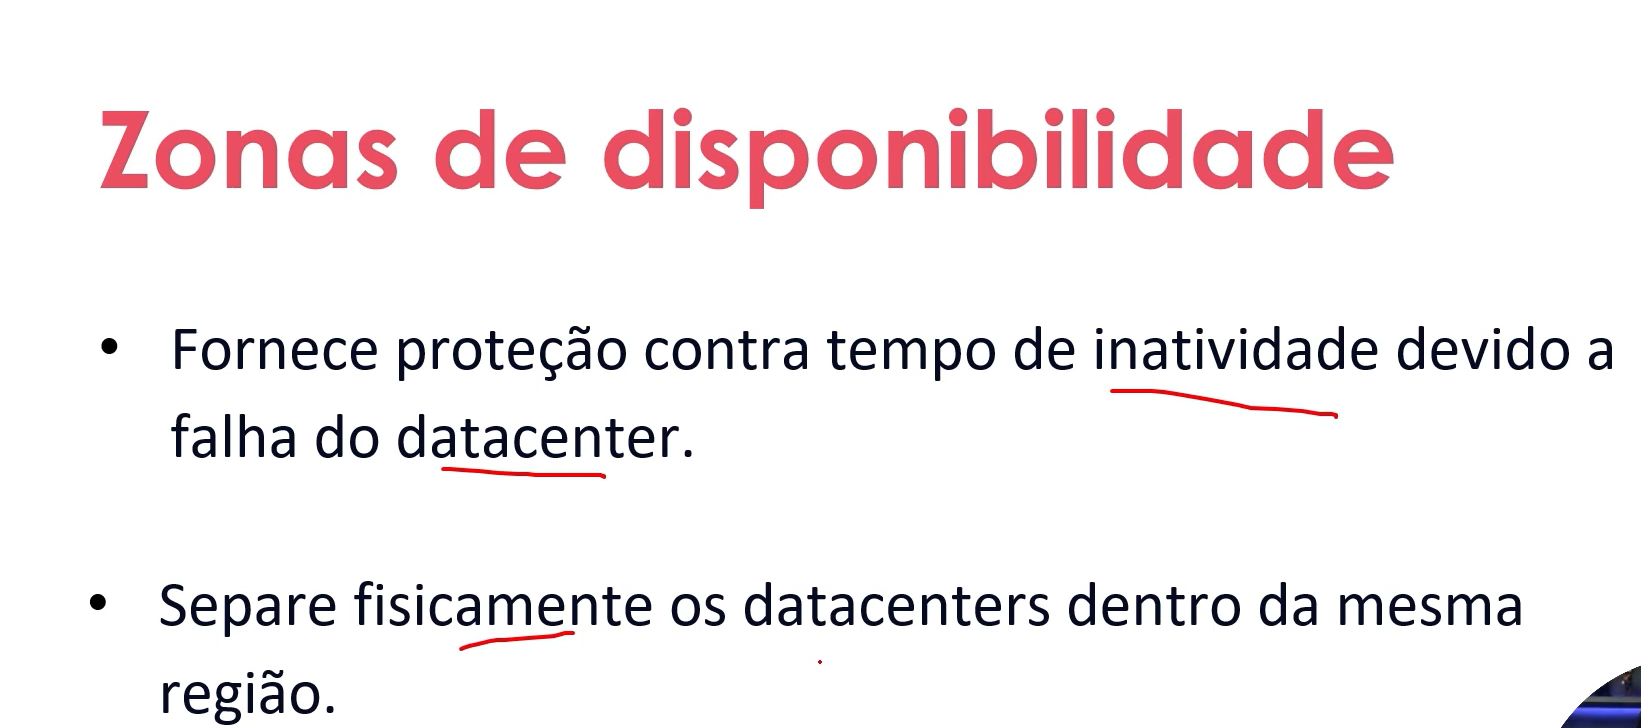 Zonas de disponibilidade
• Fornece proteção contra tempo de inatividade devido a
falha do datacenter.
• Separe fisicamente os datacenters dentro da mesma
região.